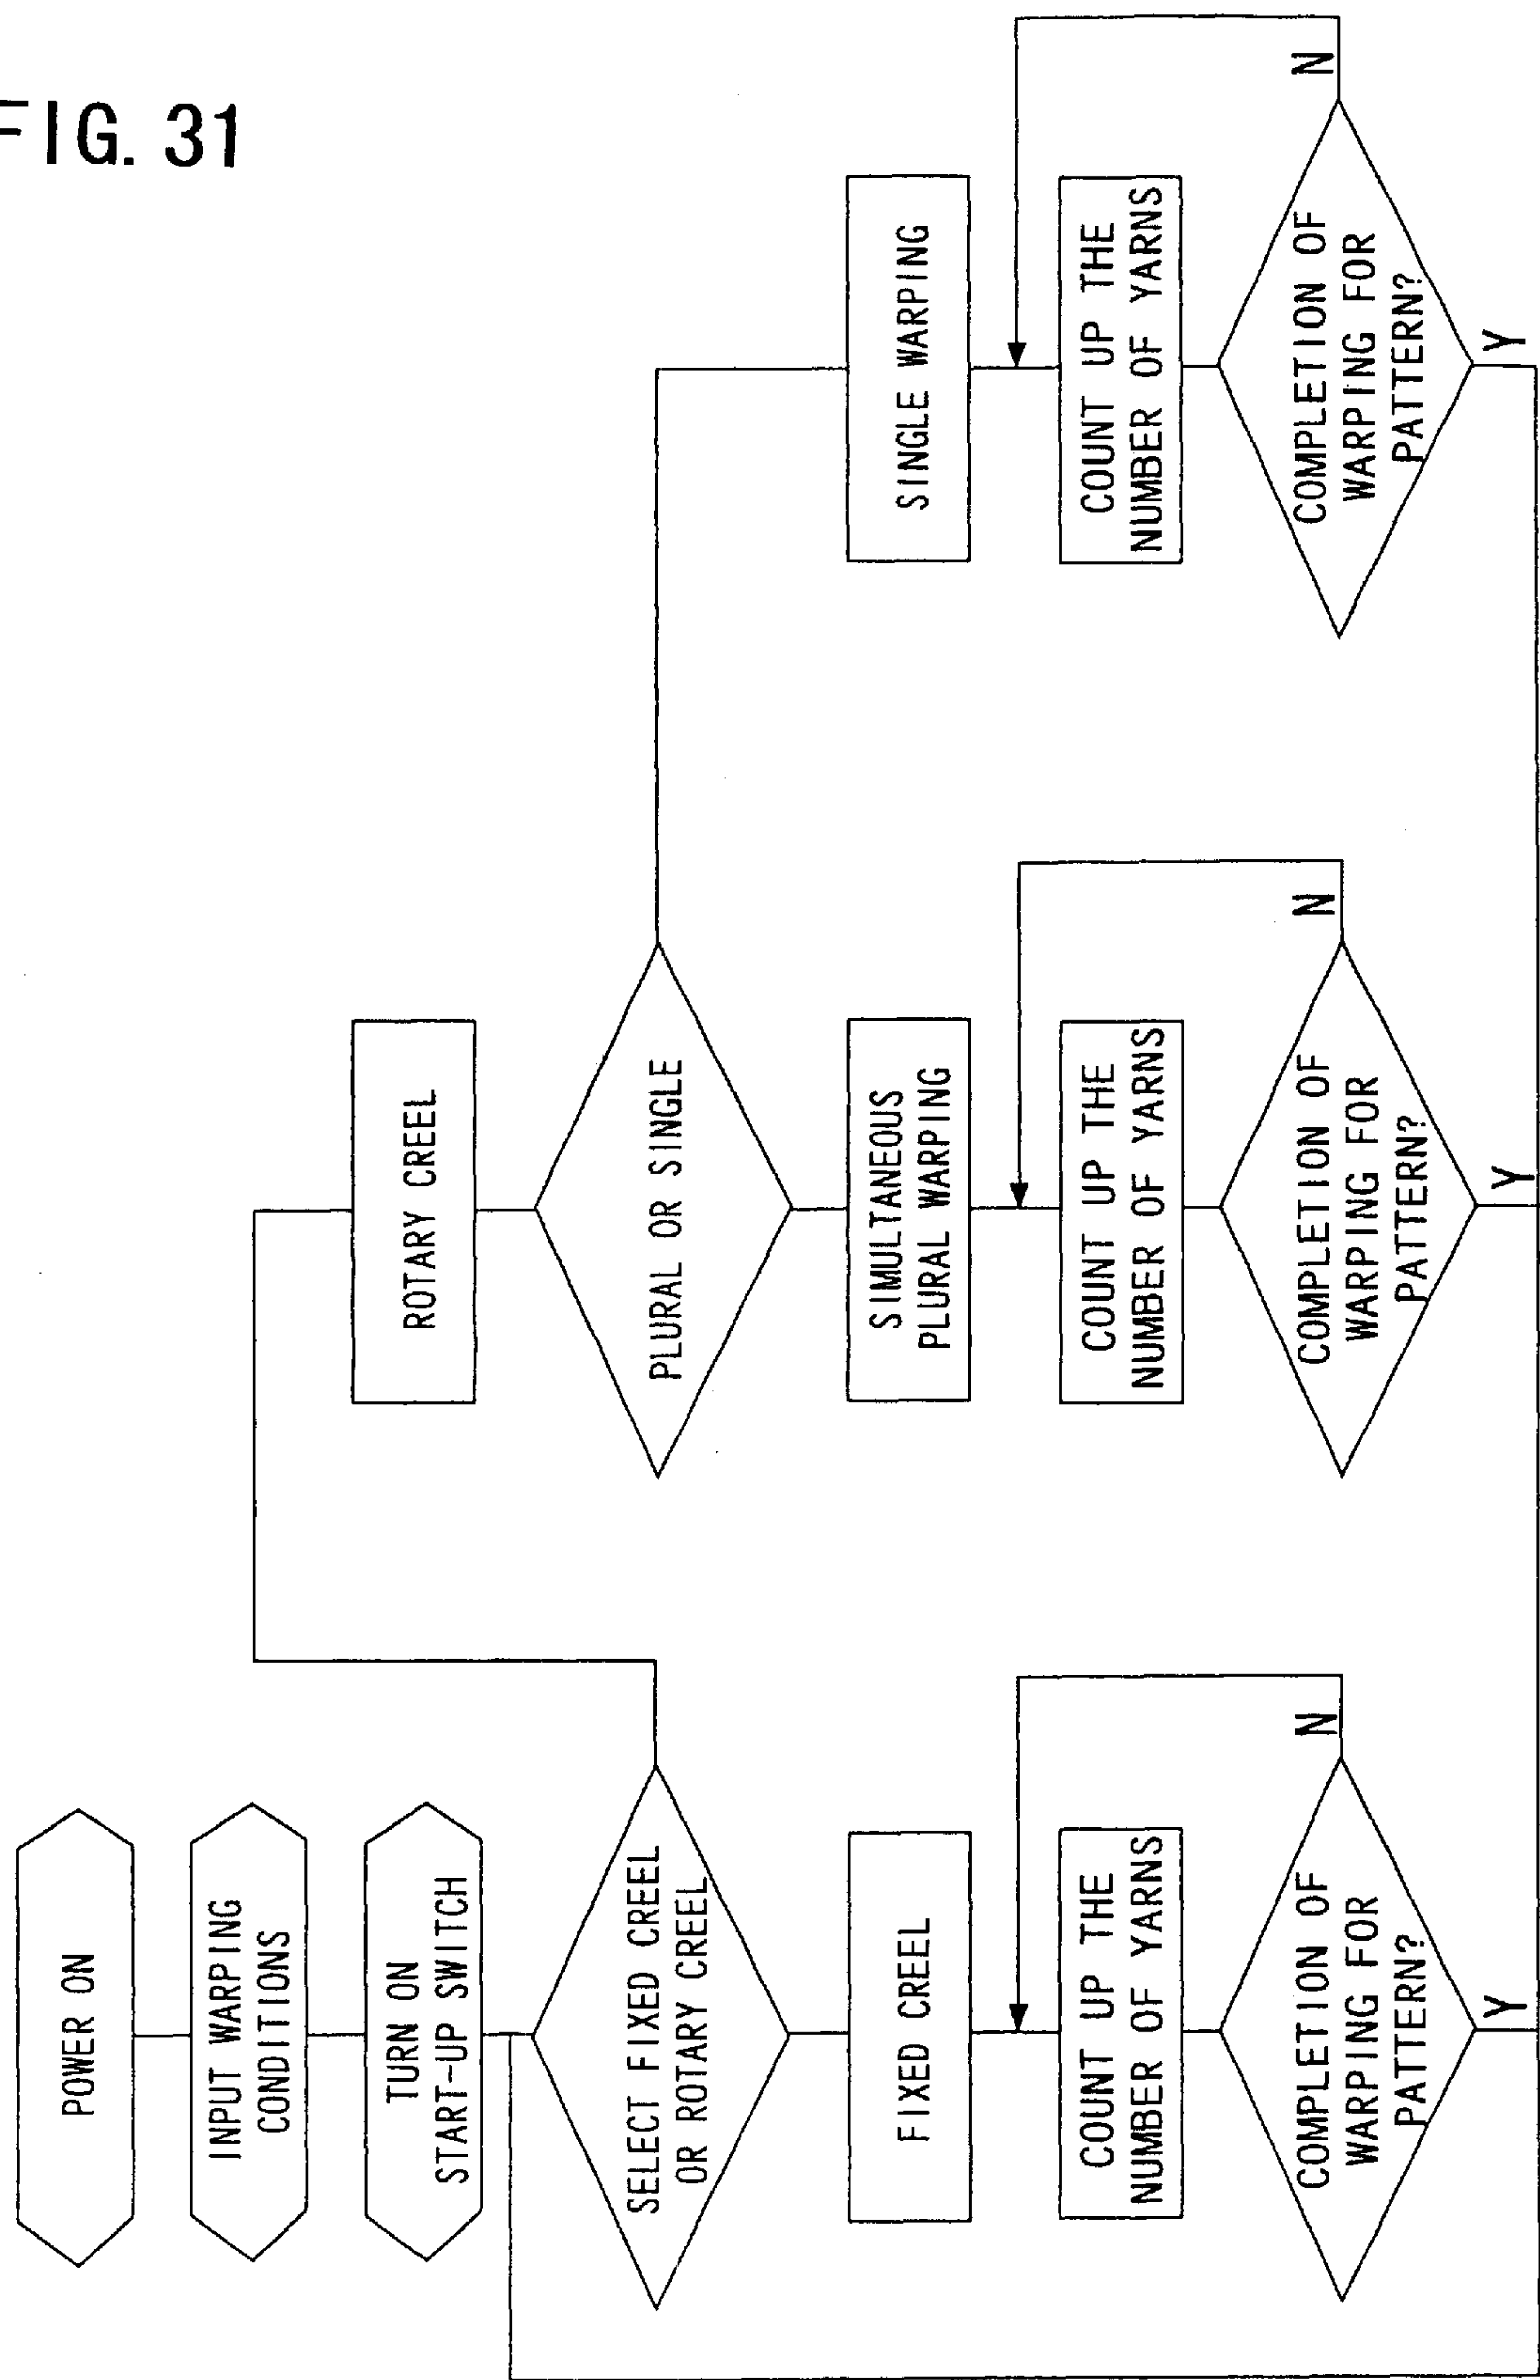 FIG. 31
POWER ON
INPUT WARPING
CONDITIONS
TURN ON
START-UP SWITCH
SELECT FIXED CREEL
OR ROTARY CREEL
FIXED CREEL
COUNT UP THE
NUMBER OF YARNS
COMPLETION OF
WARPING FOR
PATTERN?
N
Y
ROTARY CREEL
PLURAL OR SINGLE
SIMULTANEOUS
PLURAL WARPING
COUNT UP THE
NUMBER OF YARNS
COMPLETION OF
WARPING FOR
PATTERN?
N
Y
SINGLE WARPING
COUNT UP THE
NUMBER OF YARNS
COMPLETION OF
WARPING FOR
PATTERN?
N
Y